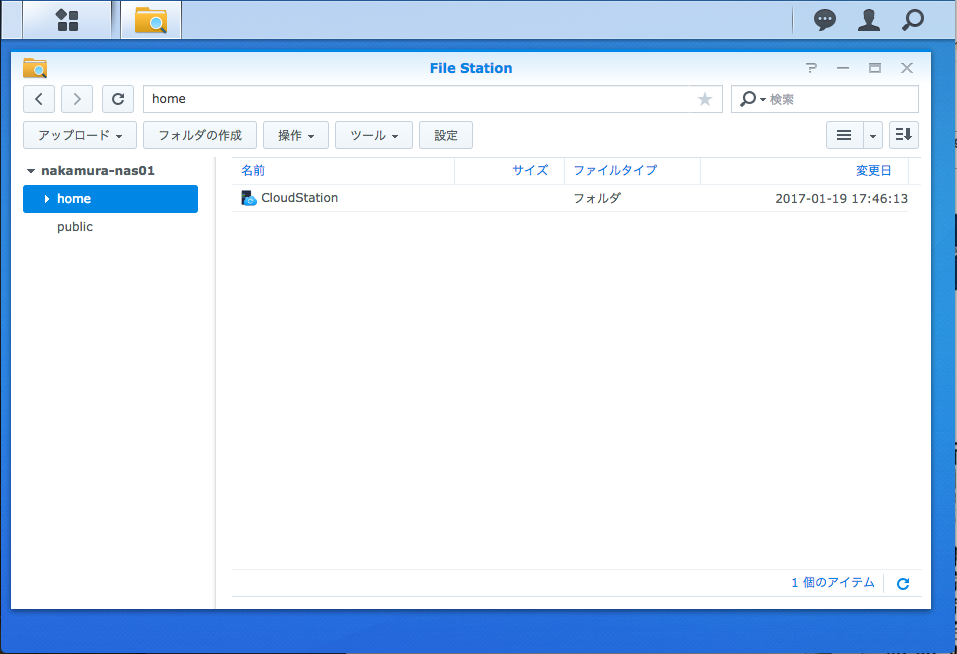 File Station
home
検索
アップロード
フォルダの作成
操作
ツール
設定
nakamura-nas01
home
public
名前 サイズ ファイルタイプ 変更日
CloudStation フォルダ 2017-01-19 17:46:13
1 個のアイテム